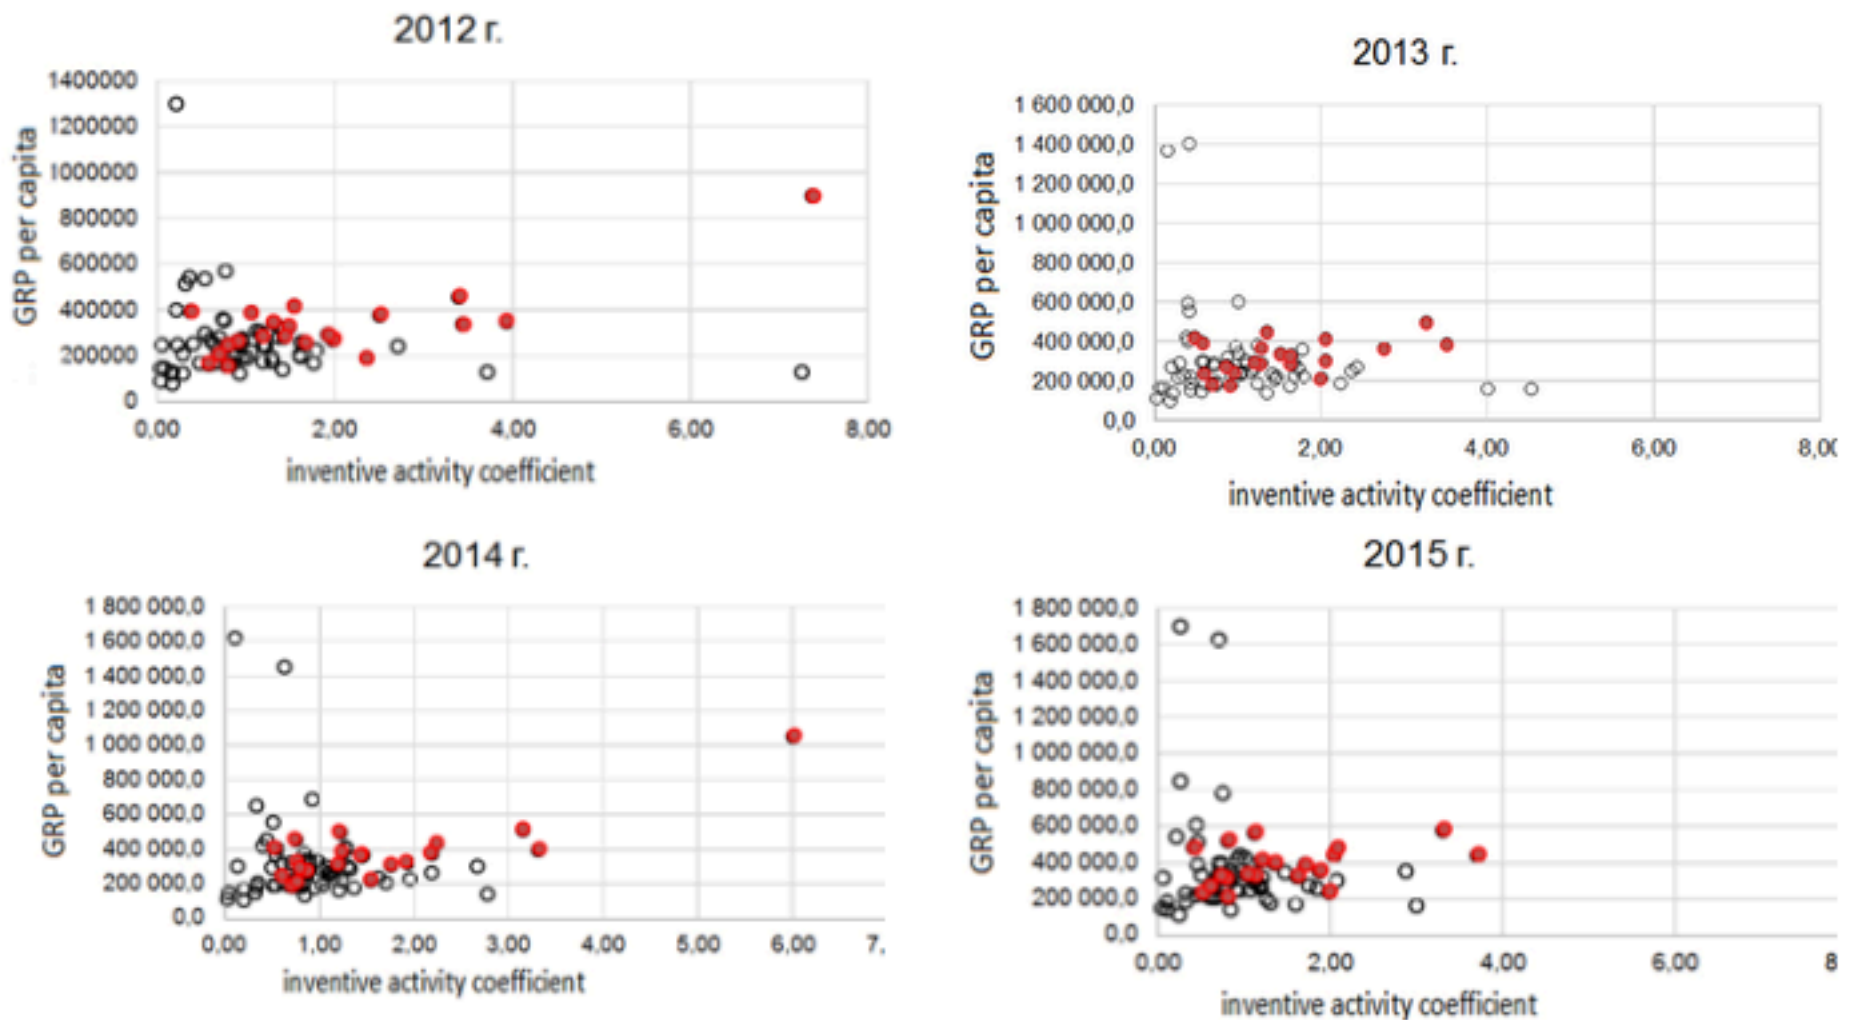 2012 г.
1400000
1200000
1000000
800000
600000
400000
200000
0
GRP per capita
0,00 2,00 4,00 6,00 8,00
inventive activity coefficient
2013 г.
1 600 000,0
1 400 000,0
1 200 000,0
1 000 000,0
800 000,0
600 000,0
400 000,0
200 000,0
0,0
GRP per capita
0,00 2,00 4,00 6,00 8,0
inventive activity coefficient
2014 г.
1 800 000,0
1 600 000,0
1 400 000,0
1 200 000,0
1 000 000,0
800 000,0
600 000,0
400 000,0
200 000,0
0,0
GRP per capita
0,00 1,00 2,00 3,00 4,00 5,00 6,00 7,
inventive activity coefficient
2015 г.
1 800 000,0
1 600 000,0
1 400 000,0
1 200 000,0
1 000 000,0
800 000,0
600 000,0
400 000,0
200 000,0
0,0
GRP per capita
0,00 2,00 4,00 6,00 8
inventive activity coefficient